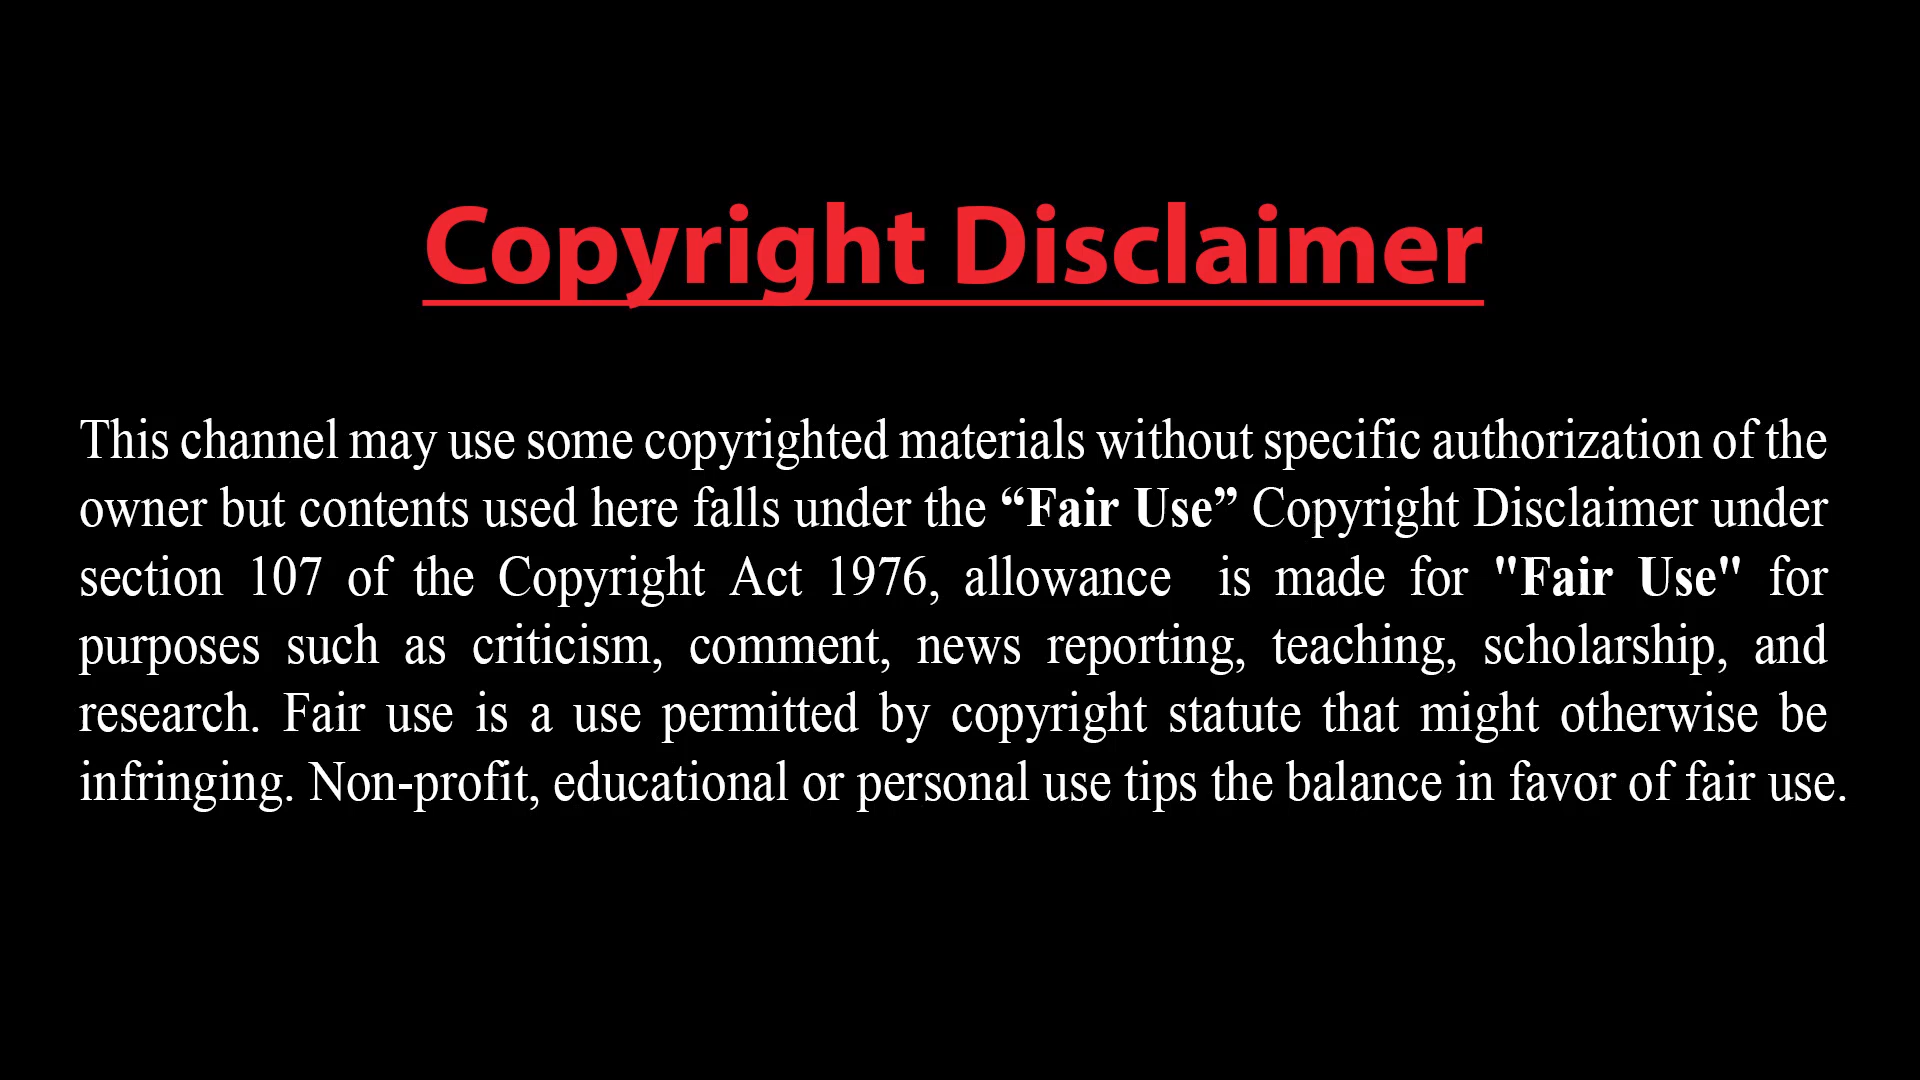 Copyright Disclaimer
This channel may use some copyrighted materials without specific authorization of the
owner but contents used here falls under the “Fair Use” Copyright Disclaimer under
section 107 of the Copyright Act 1976, allowance is made for "Fair Use" for
purposes such as criticism, comment, news reporting, teaching, scholarship, and
research. Fair use is a use permitted by copyright statute that might otherwise be
infringing. Non-profit, educational or personal use tips the balance in favor of fair use.